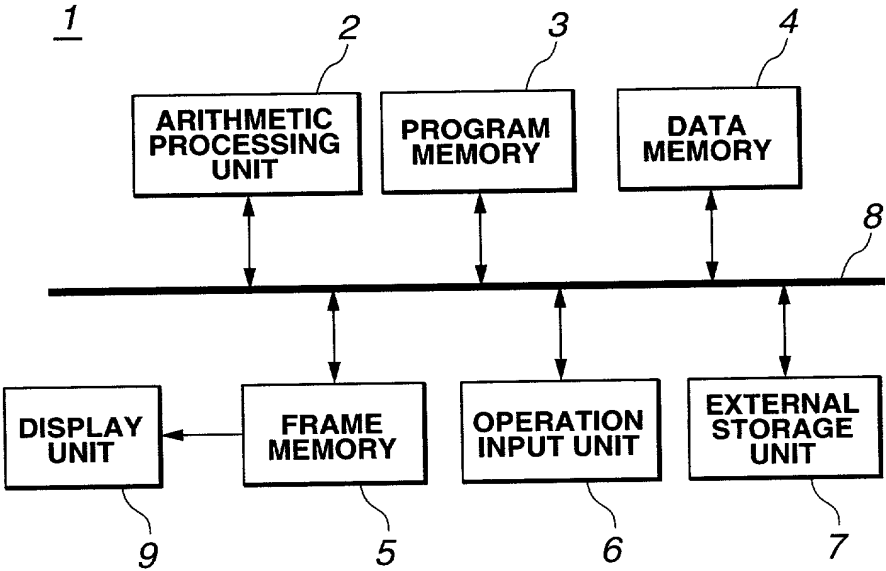 1
2
3
4
ARITHMETIC
PROCESSING
UNIT
PROGRAM
MEMORY
DATA
MEMORY
8
DISPLAY
UNIT
FRAME
MEMORY
OPERATION
INPUT UNIT
EXTERNAL
STORAGE
UNIT
9
5
6
7